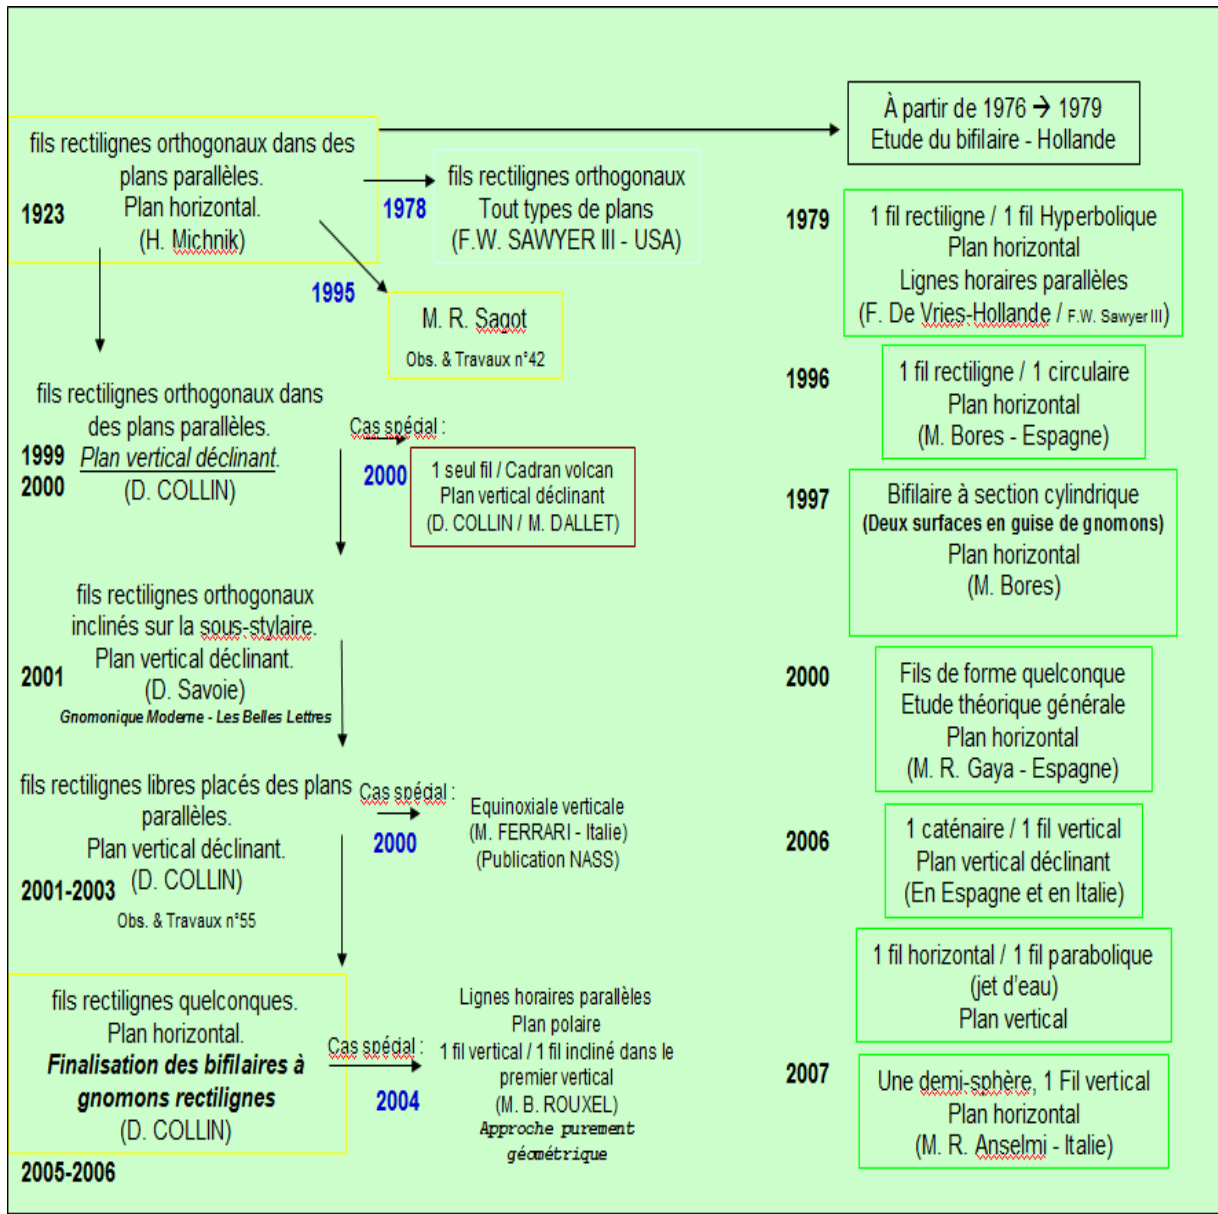 fils rectilignes orthogonaux dans des
plans parallèles.
Plan horizontal.
(H. Michnik)
1923
1978
fils rectilignes orthogonaux
Tout types de plans
(F.W. SAWYER III - USA)
1995
M. R. Sagot
Obs. & Travaux n°42
fils rectilignes orthogonaux dans
des plans parallèles.
Plan vertical déclinant.
(D. COLLIN)
1999
2000
Cas spécial :
2000
1 seul fil / Cadran volcan
Plan vertical déclinant
(D. COLLIN / M. DALLET)
fils rectilignes orthogonaux
inclinés sur la sous-stylaire.
Plan vertical déclinant.
(D. Savoie)
2001
Gnomonique Moderne - Les Belles Lettres
fils rectilignes libres placés des plans
parallèles.
Plan vertical déclinant.
(D. COLLIN)
2001-2003
Obs. & Travaux n°55
Cas spécial :
2000
Equinoxiale verticale
(M. FERRARI - Italie)
(Publication NASS)
fils rectilignes quelconques.
Plan horizontal.
Finalisation des bifilaires à
gnomons rectilignes
(D. COLLIN)
2005-2006
Cas spécial :
2004
Lignes horaires parallèles
Plan polaire
1 fil vertical / 1 fil incliné dans le
premier vertical
(M. B. ROUXEL)
Approche purement
géométrique
À partir de 1976 → 1979
Etude du bifilaire - Hollande
1979
1 fil rectiligne / 1 fil Hyperbolique
Plan horizontal
Lignes horaires parallèles
(F. De Vries-Hollande / F.W. Sawyer III)
1996
1 fil rectiligne / 1 circulaire
Plan horizontal
(M. Bores - Espagne)
1997
Bifilaire à section cylindrique
(Deux surfaces en guise de gnomons)
Plan horizontal
(M. Bores)
2000
Fils de forme quelconque
Etude théorique générale
Plan horizontal
(M. R. Gaya - Espagne)
2006
1 caténaire / 1 fil vertical
Plan vertical déclinant
(En Espagne et en Italie)
1 fil horizontal / 1 fil parabolique
(jet d'eau)
Plan vertical
2007
Une demi-sphère, 1 Fil vertical
Plan horizontal
(M. R. Anselmi - Italie)